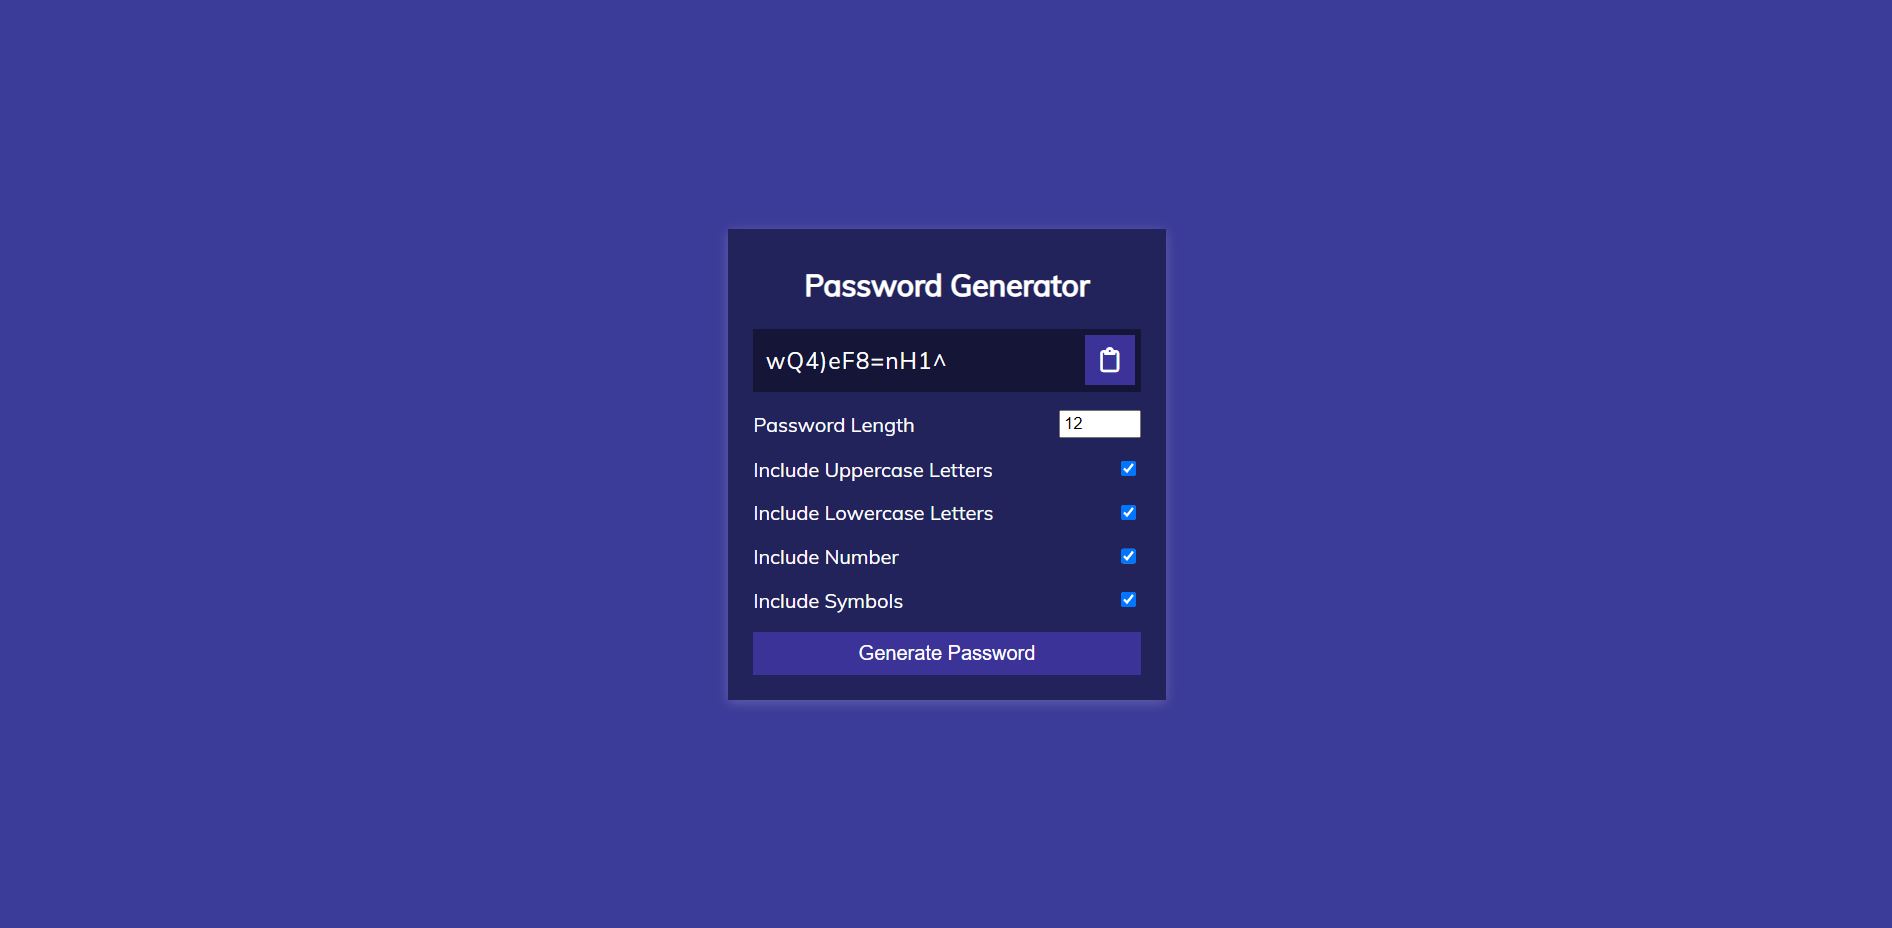 Password Generator
wQ4)eF8=nH1^
Password Length 12
Include Uppercase Letters
Include Lowercase Letters
Include Number
Include Symbols
Generate Password